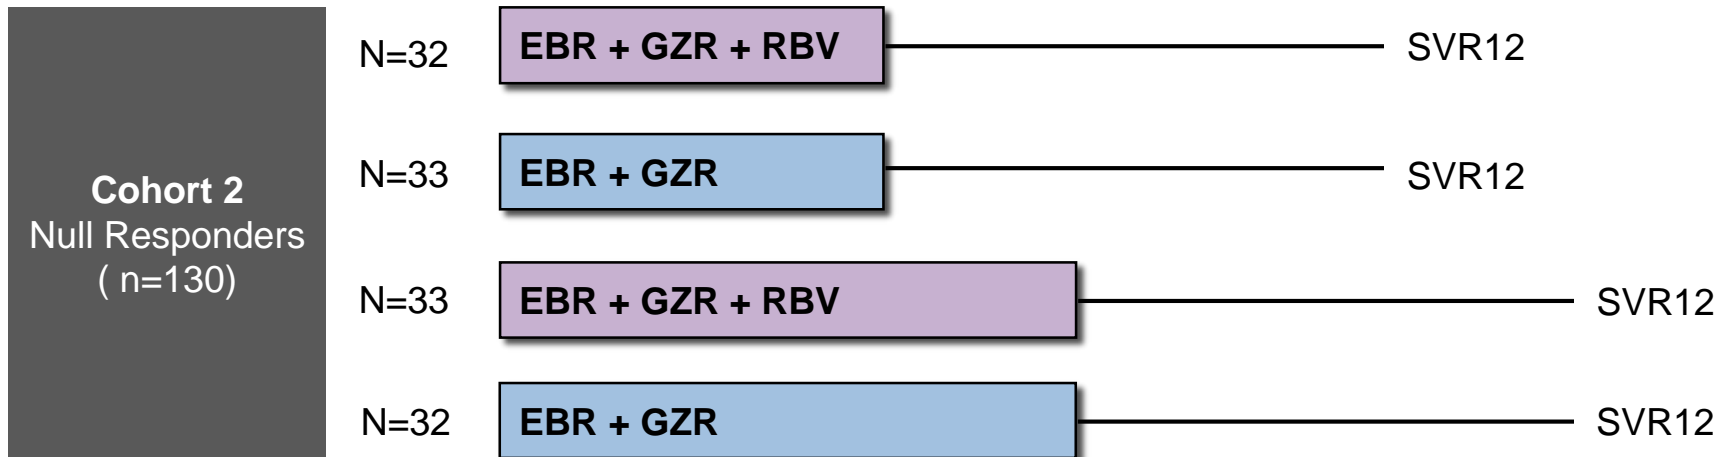 Cohort 2
Null Responders
( n=130)
N=32 EBR + GZR + RBV SVR12
N=33 EBR + GZR SVR12
N=33 EBR + GZR + RBV SVR12
N=32 EBR + GZR SVR12